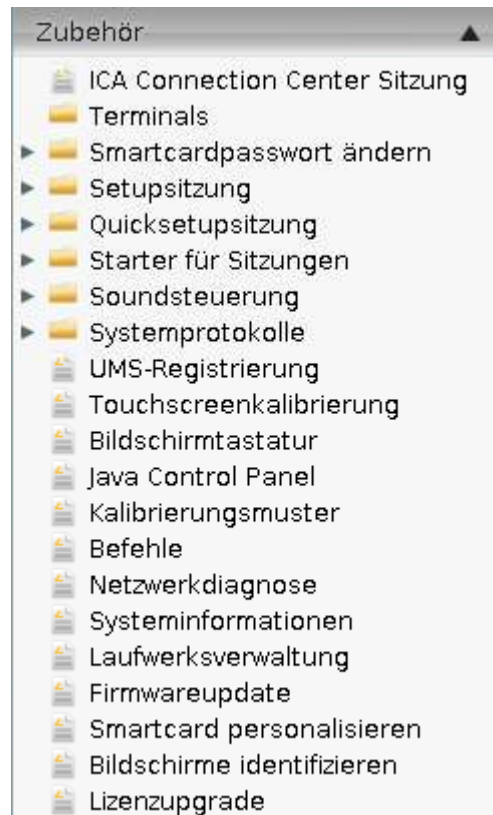 Zubehör
ICA Connection Center Sitzung
Terminals
Smartcardpasswort ändern
Setupsitzung
Quicksetupsitzung
Starter für Sitzungen
Soundsteuerung
Systemprotokolle
UMS-Registrierung
Touchscreenkalibrierung
Bildschirmtastatur
Java Control Panel
Kalibrierungsmuster
Befehle
Netzwerkdiagnose
Systeminformationen
Laufwerksverwaltung
Firmwareupdate
Smartcard personalisieren
Bildschirme identifizieren
Lizenzupgrade